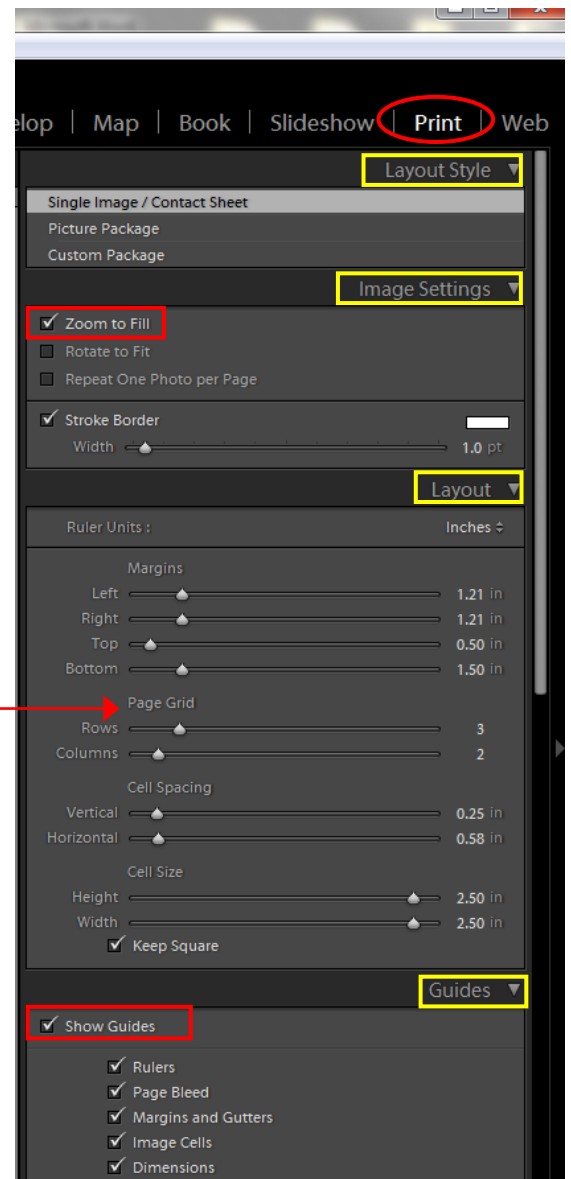 elop | Map | Book | Slideshow | Print | Web
Layout Style
Single Image / Contact Sheet
Picture Package
Custom Package
Image Settings
Zoom to Fill
Rotate to Fit
Repeat One Photo per Page
Stroke Border
Width 1.0 pt
Layout
Ruler Units : Inches
Margins
Left 1.21 in
Right 1.21 in
Top 0.50 in
Bottom 1.50 in
Page Grid
Rows 3
Columns 2
Cell Spacing
Vertical 0.25 in
Horizontal 0.58 in
Cell Size
Height 2.50 in
Width 2.50 in
Keep Square
Guides
Show Guides
Rulers
Page Bleed
Margins and Gutters
Image Cells
Dimensions